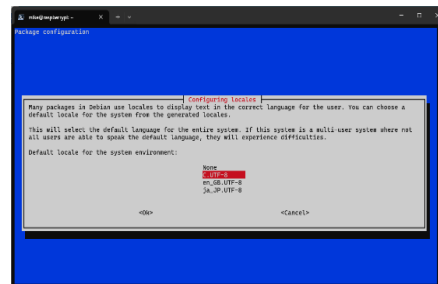 Package configuration
Configuring locales
Many packages in Debian use locales to display text in the correct language for the user. You can choose a
default locale for the system from the generated locales.
This will select the default language for the entire system. If this system is a multi-user system where not
all users are able to speak the default language, they will experience difficulties.
Default locale for the system environment:
None
C.UTF-8
en_GB.UTF-8
ja_JP.UTF-8
<Ok>
<Cancel>